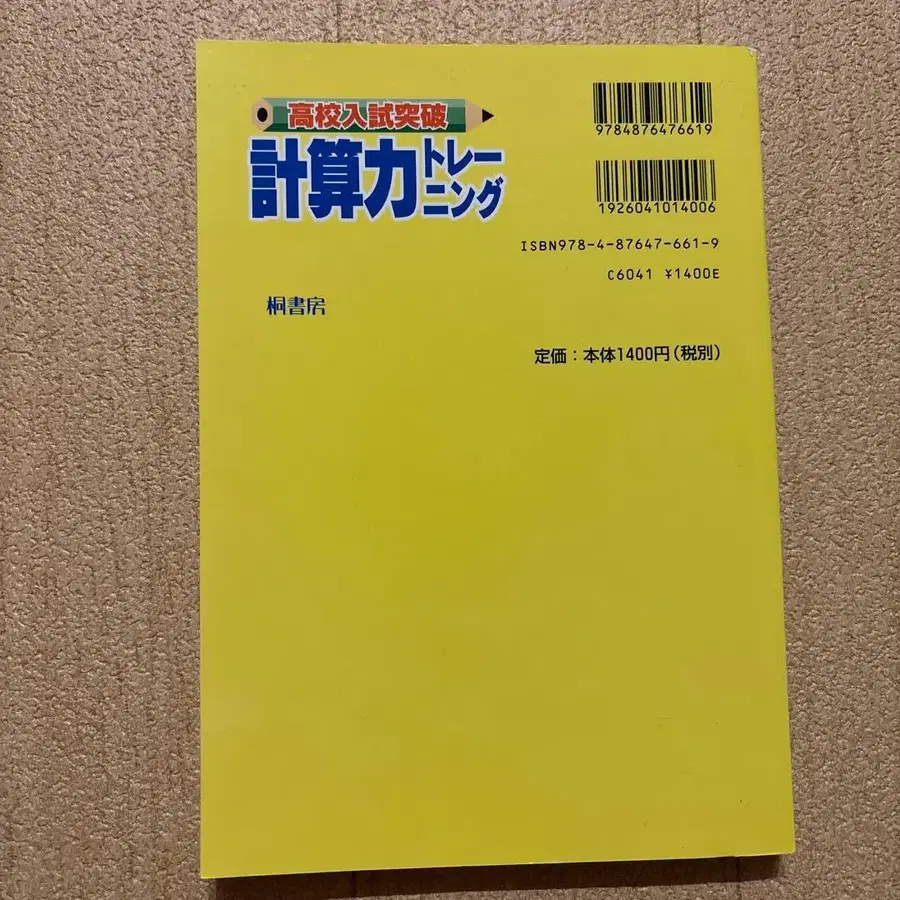 高校入試突破
計算力トレーニング
桐書房
9784876476619
1926041014006
ISBN978-4-87647-661-9
C6041 ¥1400E
定価：本体1400円（税別）